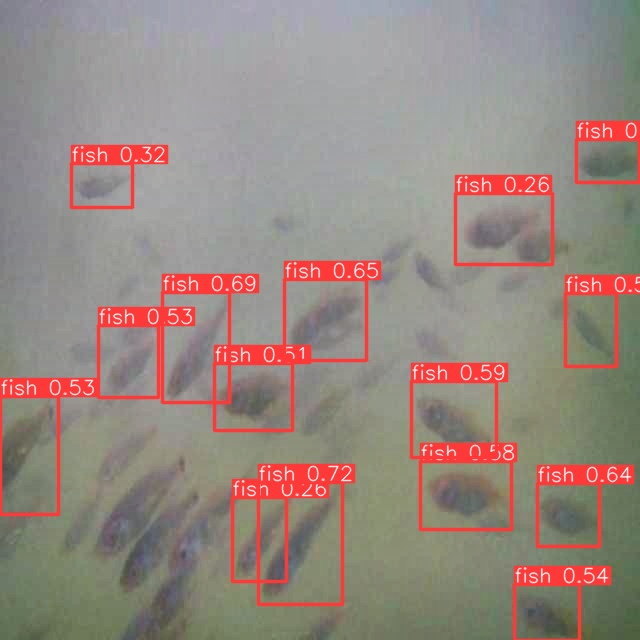 fish 0
fish 0.32
fish 0.26
fish 0.65
fish 0.69
fish 0.5
fish 0.53
fish 0.51
fish 0.59
fish 0.53
fish 0.58
fish 0.72
fish 0.64
fish 0.26
fish 0.54